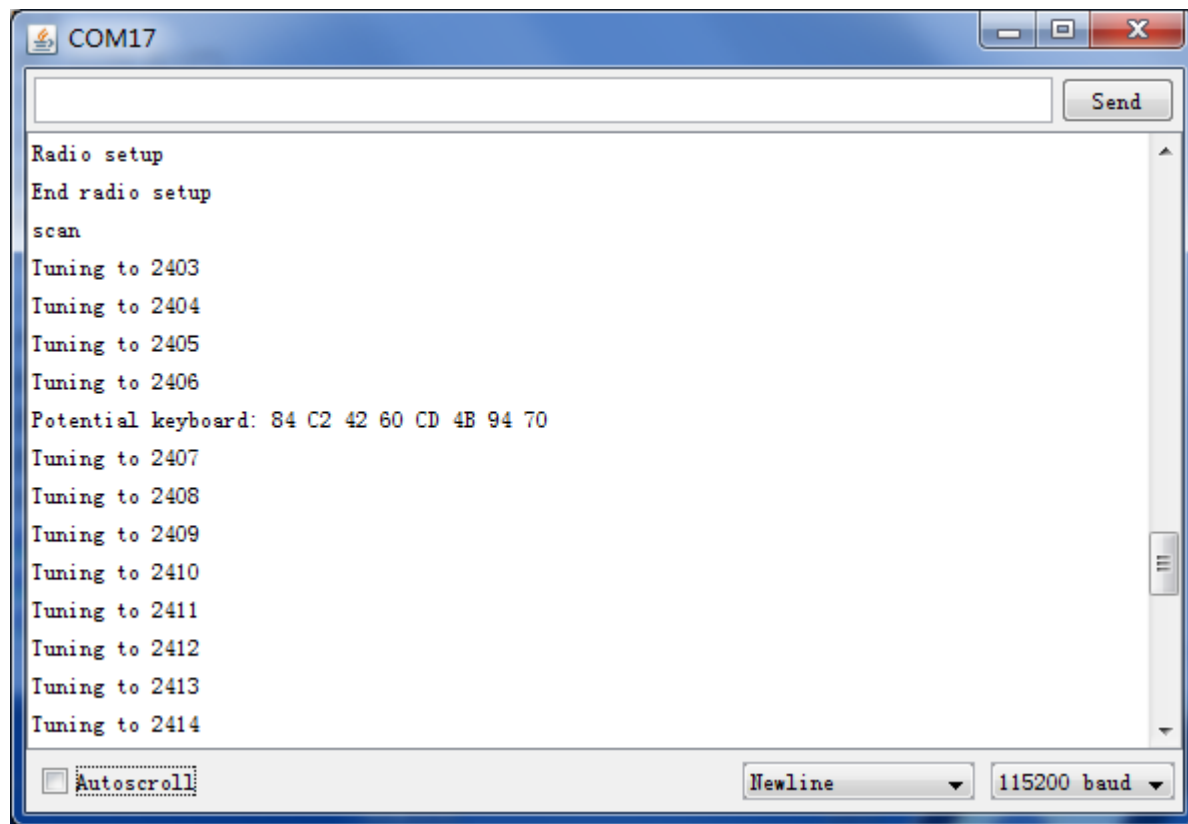 COM17
Send
Radio setup
End radio setup
scan
Tuning to 2403
Tuning to 2404
Tuning to 2405
Tuning to 2406
Potential keyboard: 84 C2 42 60 CD 4B 94 70
Tuning to 2407
Tuning to 2408
Tuning to 2409
Tuning to 2410
Tuning to 2411
Tuning to 2412
Tuning to 2413
Tuning to 2414
Autoscroll
Newline
115200 baud